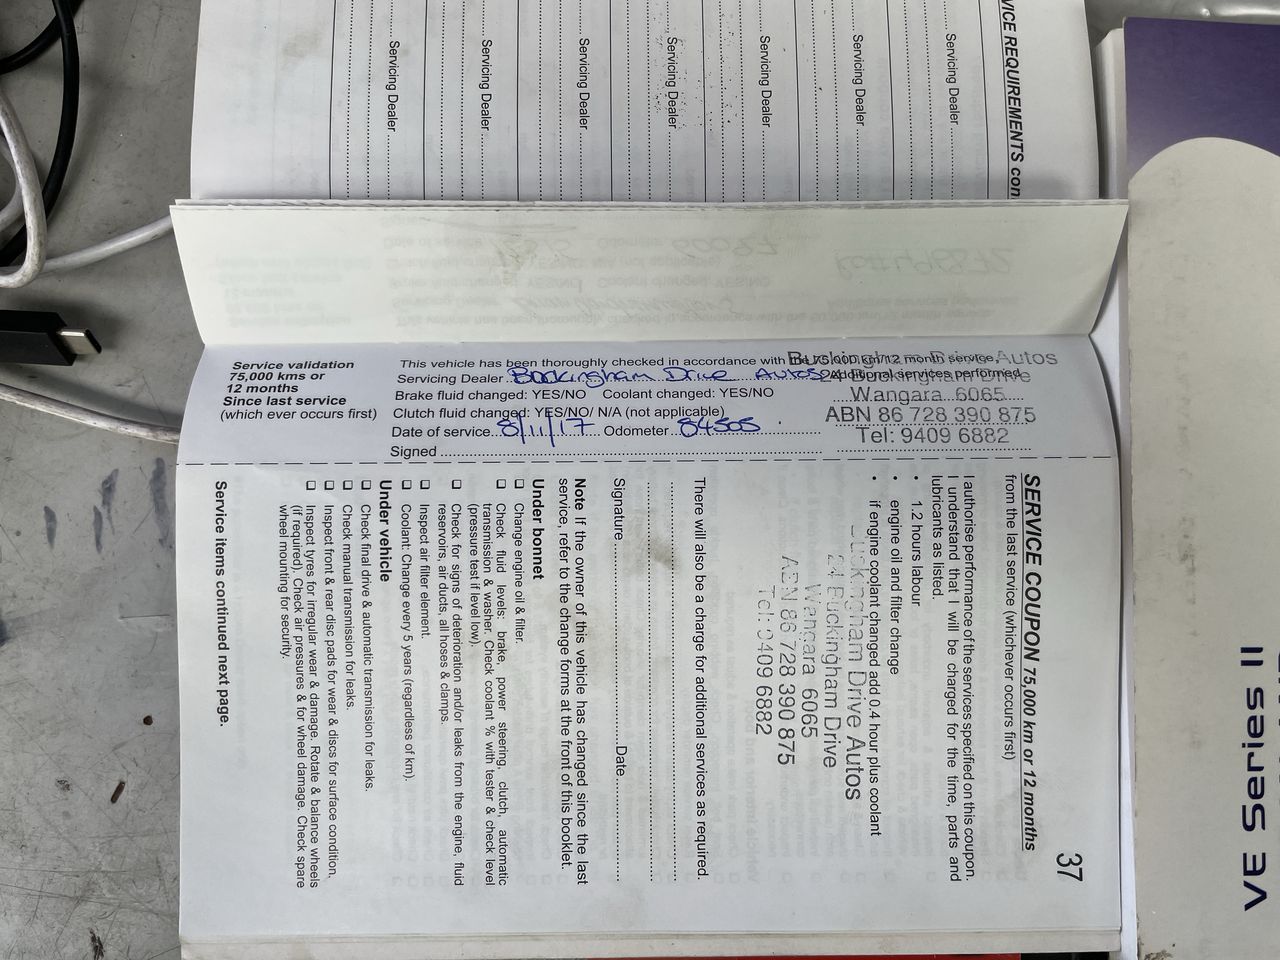 VICE REQUIREMENTS con
Servicing Dealer
Servicing Dealer
Servicing Dealer
Servicing Dealer
Servicing Dealer
Servicing Dealer
Servicing Dealer
Service validation
75,000 kms or
12 months
Since last service
(which ever occurs first)
This vehicle has been thoroughly checked in accordance with the 75,000 km/12 month service,
Servicing Dealer Buckingham Drive Autos Additional services performed
Brake fluid changed: YES/NO Coolant changed: YES/NO
Clutch fluid changed: YES/NO/ N/A (not applicable)
Date of service 8/11/17 Odometer 84505
Signed
Buckingham Drive Autos
24 Buckingham Drive
Wangara 6065
ABN 86 728 390 875
Tel: 9409 6882
37
SERVICE COUPON 75,000 km or 12 months
from the last service (whichever occurs first)
I authorise performance of the services specified on this coupon.
I understand that I will be charged for the time, parts and
lubricants as listed.
• 1.2 hours labour
• engine oil and filter change
• if engine coolant changed add 0.4 hour plus coolant
Buckingham Drive Autos
24 Buckingham Drive
Wangara 6065
ABN 86 728 390 875
Tel: 9409 6882
There will also be a charge for additional services as required.
Signature Date
Note If the owner of this vehicle has changed since the last
service, refer to the change forms at the front of this booklet.
Under bonnet
❑ Change engine oil & filter.
❑ Check fluid levels: brake, power steering, clutch, automatic
transmission & washer. Check coolant % with tester & check level
(pressure test if level low).
❑ Check for signs of deterioration and/or leaks from the engine, fluid
reservoirs, air ducts, all hoses & clamps.
❑ Inspect air filter element.
❑ Coolant: Change every 5 years (regardless of km).
Under vehicle
❑ Check final drive & automatic transmission for leaks.
❑ Check manual transmission for leaks.
❑ Inspect front & rear disc pads for wear & discs for surface condition.
❑ Inspect tyres for irregular wear & damage. Rotate & balance wheels
(if required). Check air pressures & for wheel damage. Check spare
wheel mounting for security.
Service items continued next page.
VE Series II